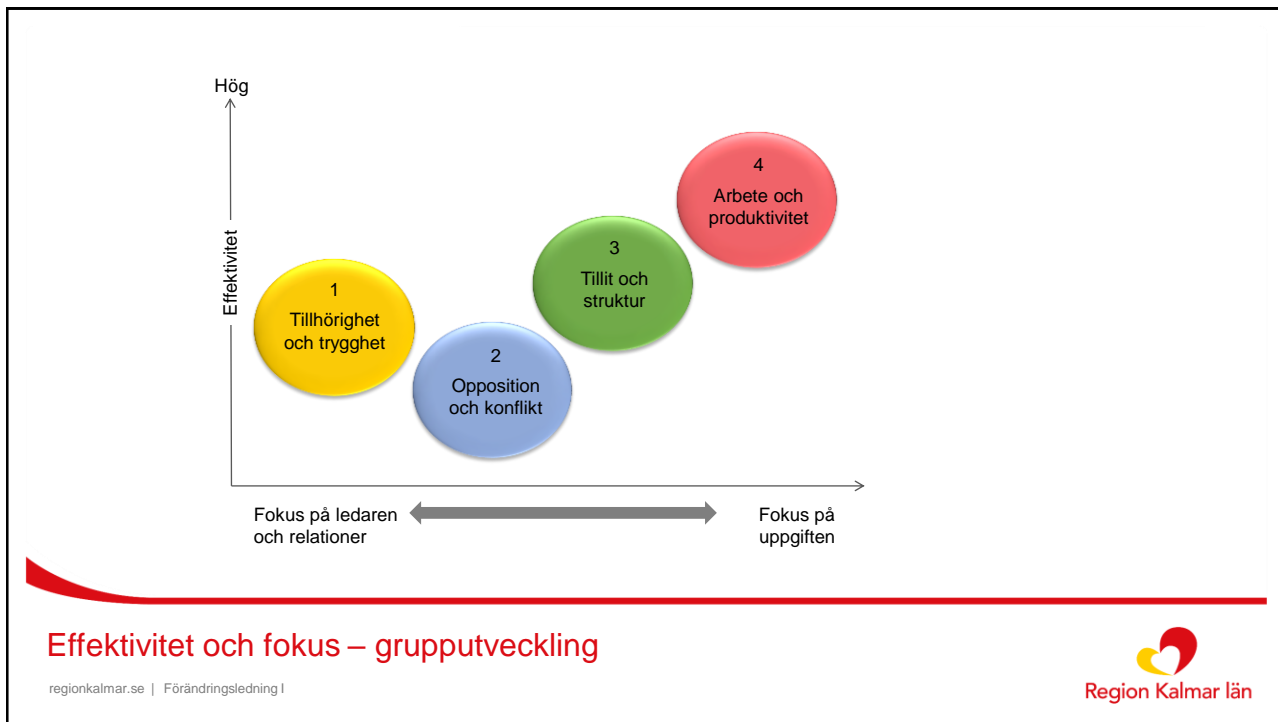 Hög
Effektivitet
1
Tillhörighet
och trygghet
2
Opposition
och konflikt
3
Tillit och
struktur
4
Arbete och
produktivitet
Fokus på ledaren
och relationer
Fokus på
uppgiften
Effektivitet och fokus – grupputveckling
regionkalmar.se | Förändringsledning I
Region Kalmar län